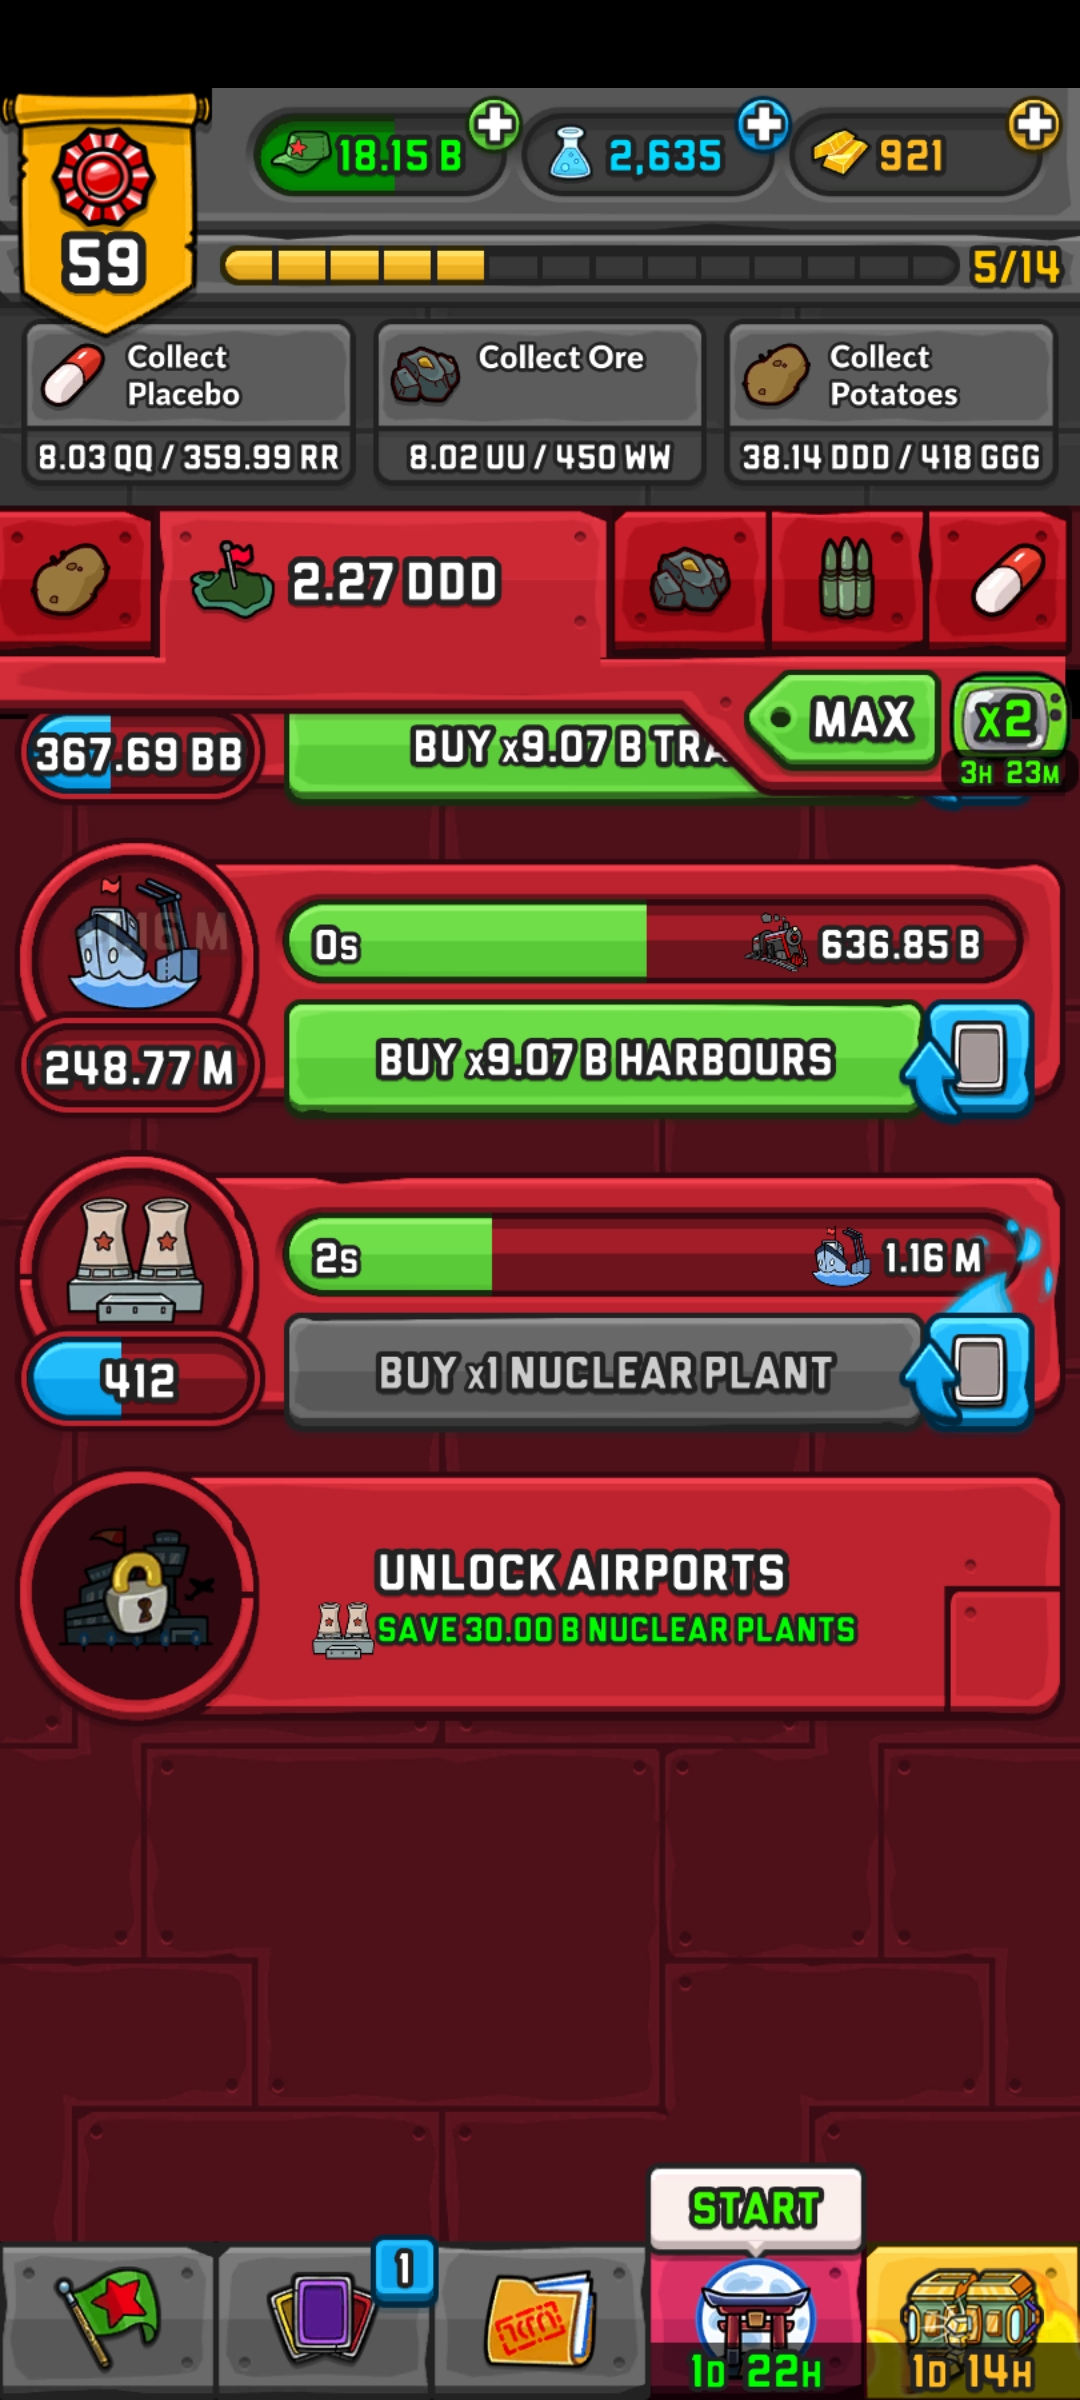 18.15 B
2,635
921
59
5/14
Collect
Placebo
8.03 QQ / 359.99 RR
Collect Ore
8.02 UU / 450 WW
Collect
Potatoes
38.14 DDD / 418 GGG
2.27 DDD
MAX
x2
3H 23M
367.69 BB
BUY x9.07 B TRA
0s
636.85 B
248.77 M
BUY x9.07 B HARBOURS
2s
1.16 M
412
BUY x1 NUCLEAR PLANT
UNLOCK AIRPORTS
SAVE 30.00 B NUCLEAR PLANTS
START
1
1D 22H
1D 14H